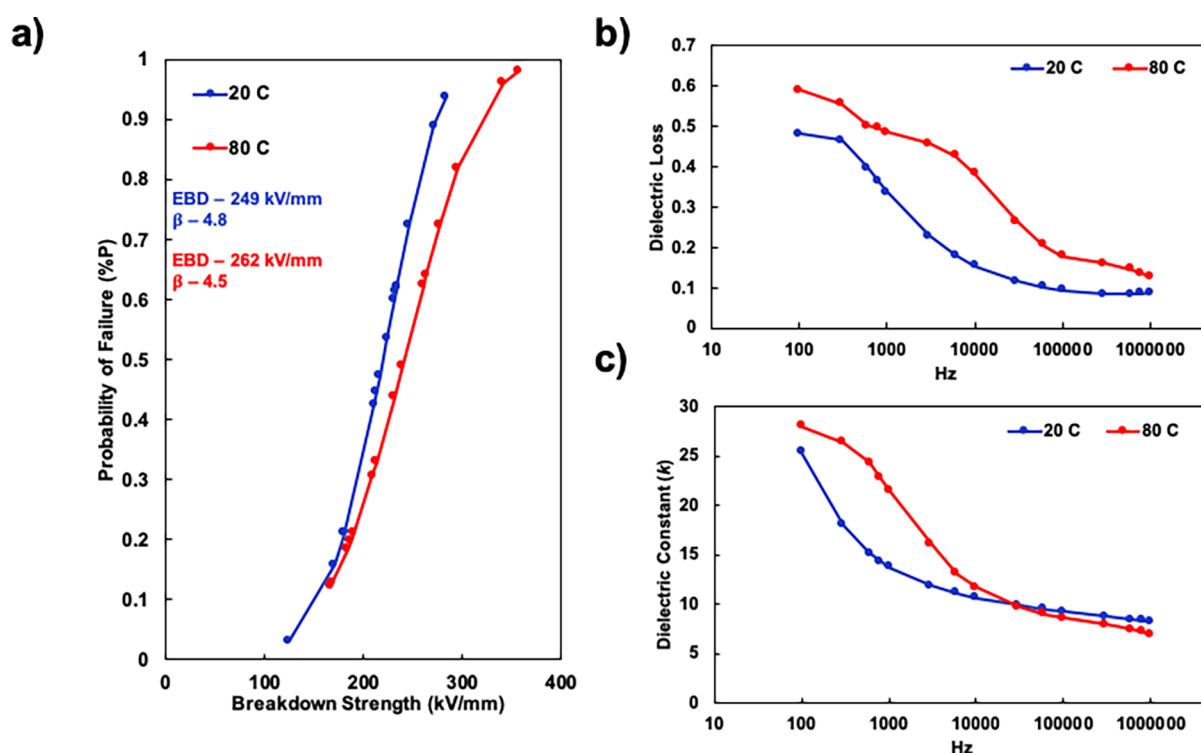 a)
Probability of Failure (%P)
1
0.9
0.8
0.7
0.6
0.5
0.4
0.3
0.2
0.1
0
20 C
80 C
EBD – 249 kV/mm
β – 4.8
EBD – 262 kV/mm
β – 4.5
0 100 200 300 400
Breakdown Strength (kV/mm)
b)
Dielectric Loss
0.7
0.6
0.5
0.4
0.3
0.2
0.1
0
20 C 80 C
10 100 1000 10000 100000 1000000
Hz
c)
Dielectric Constant (k)
30
25
20
15
10
5
0
20 C 80 C
10 100 1000 10000 100000 1000000
Hz